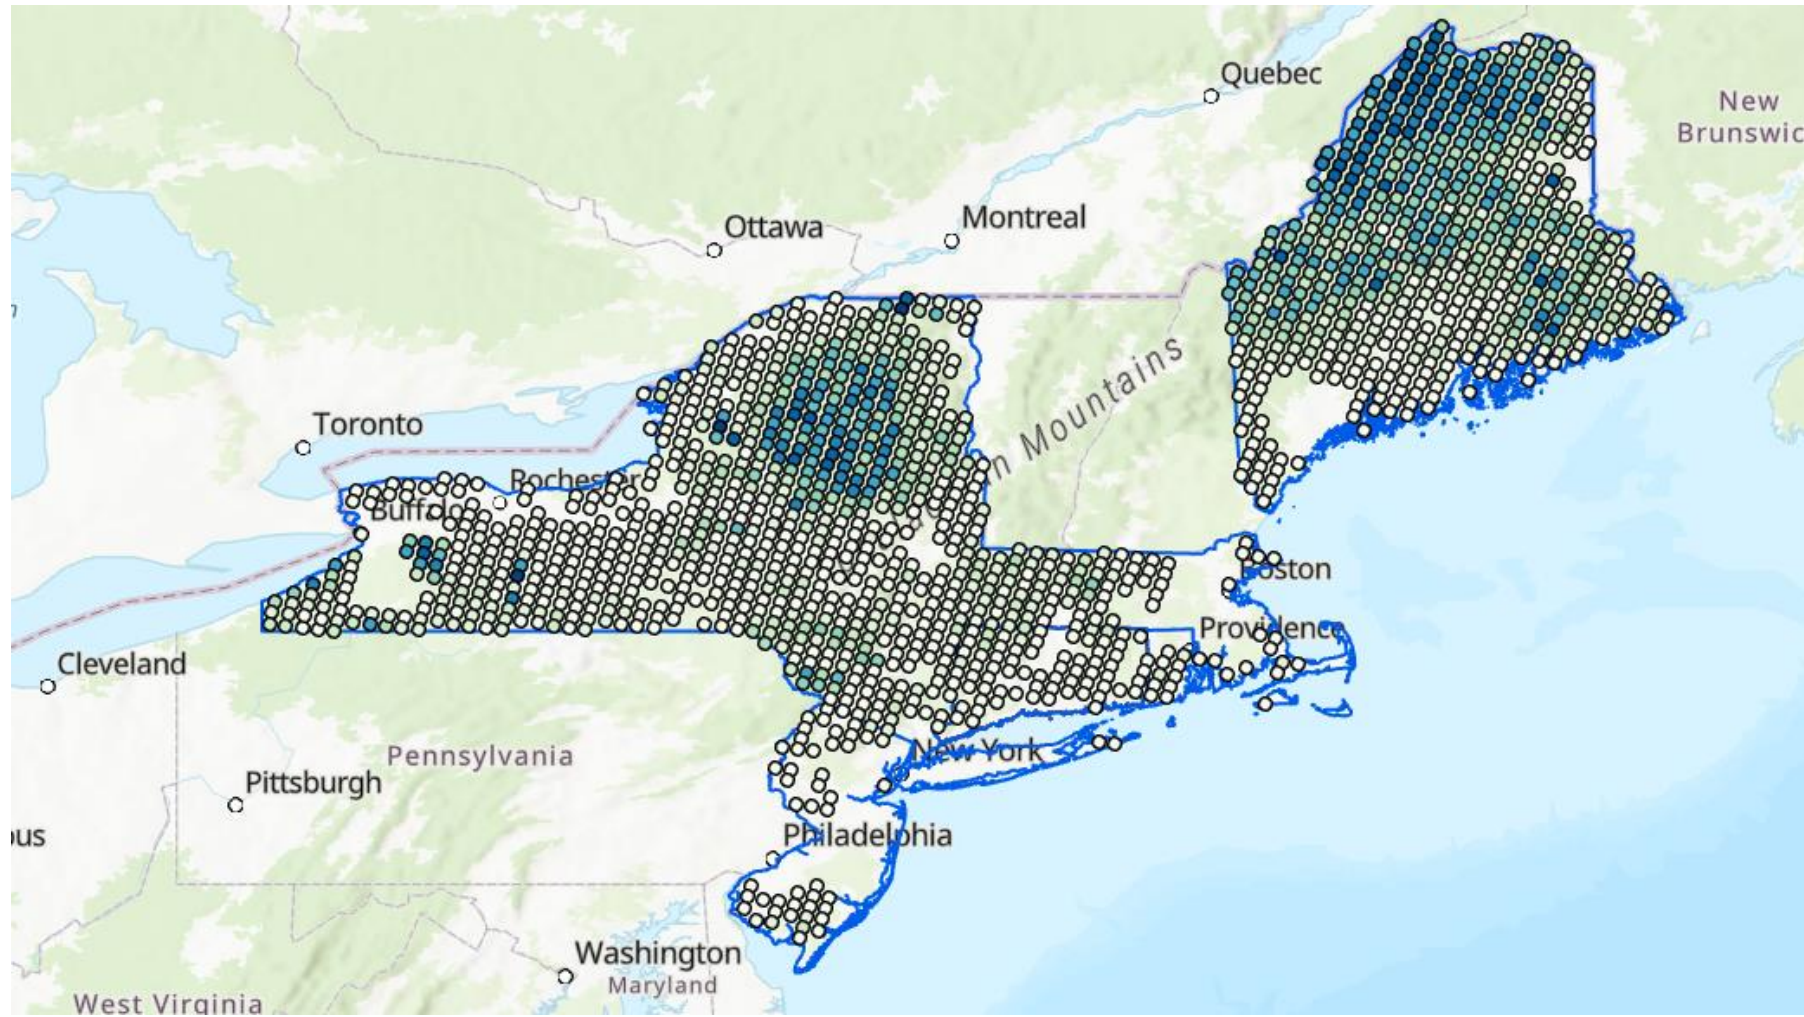 Quebec
New
Brunswic
Ottawa
Montreal
n Mountains
Toronto
Rochester
Buffalo
Boston
Providence
Cleveland
New York
Pennsylvania
Pittsburgh
Philadelphia
Washington
Maryland
West Virginia